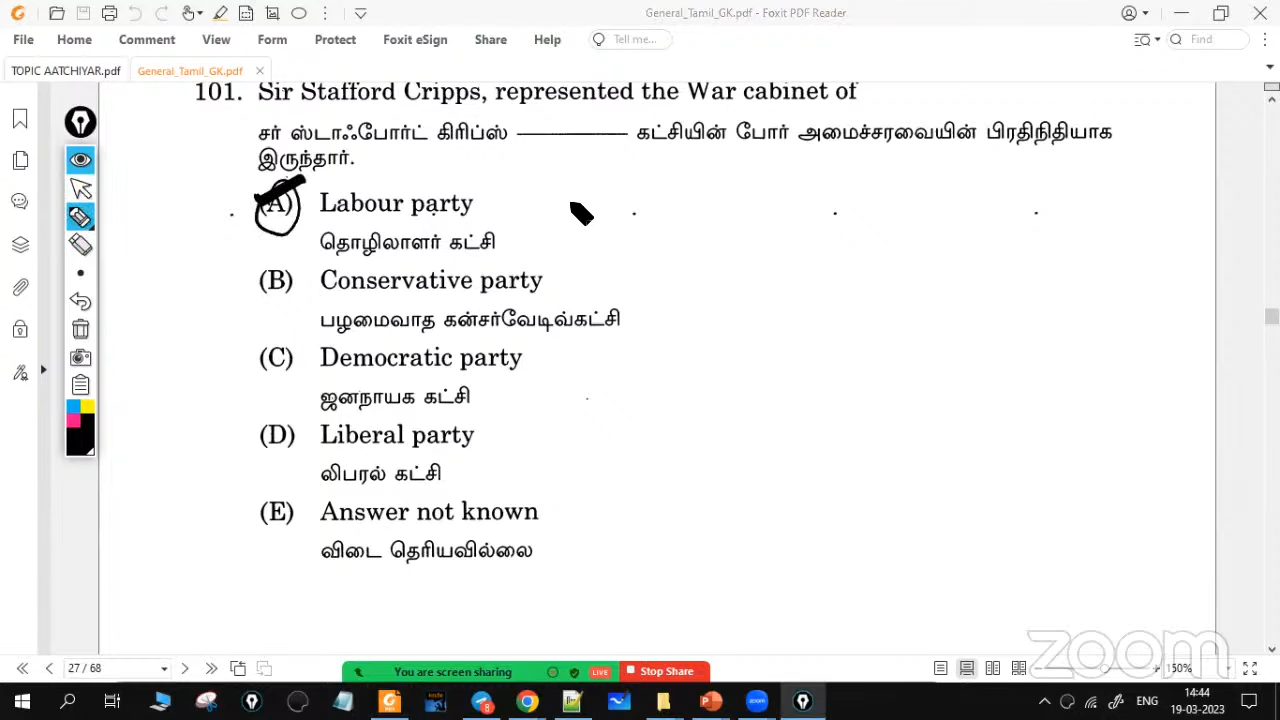 General_Tamil_GK.pdf - Foxit PDF Reader
File Home Comment View Form Protect Foxit eSign Share Help Tell me... Find
TOPIC AATCHIYAR.pdf General_Tamil_GK.pdf
101. Sir Stafford Cripps, represented the War cabinet of
சர் ஸ்டாஃபோர்ட் கிரிப்ஸ் ————— கட்சியின் போர் அமைச்சரவையின் பிரதிநிதியாக
இருந்தார்.
(A) Labour party
தொழிலாளர் கட்சி
(B) Conservative party
பழமைவாத கன்சர்வேடிவ்கட்சி
(C) Democratic party
ஜனநாயக கட்சி
(D) Liberal party
லிபரல் கட்சி
(E) Answer not known
விடை தெரியவில்லை
zoom
27 / 68 You are screen sharing LIVE Stop Share 150%
ENG 14:44
19-03-2023